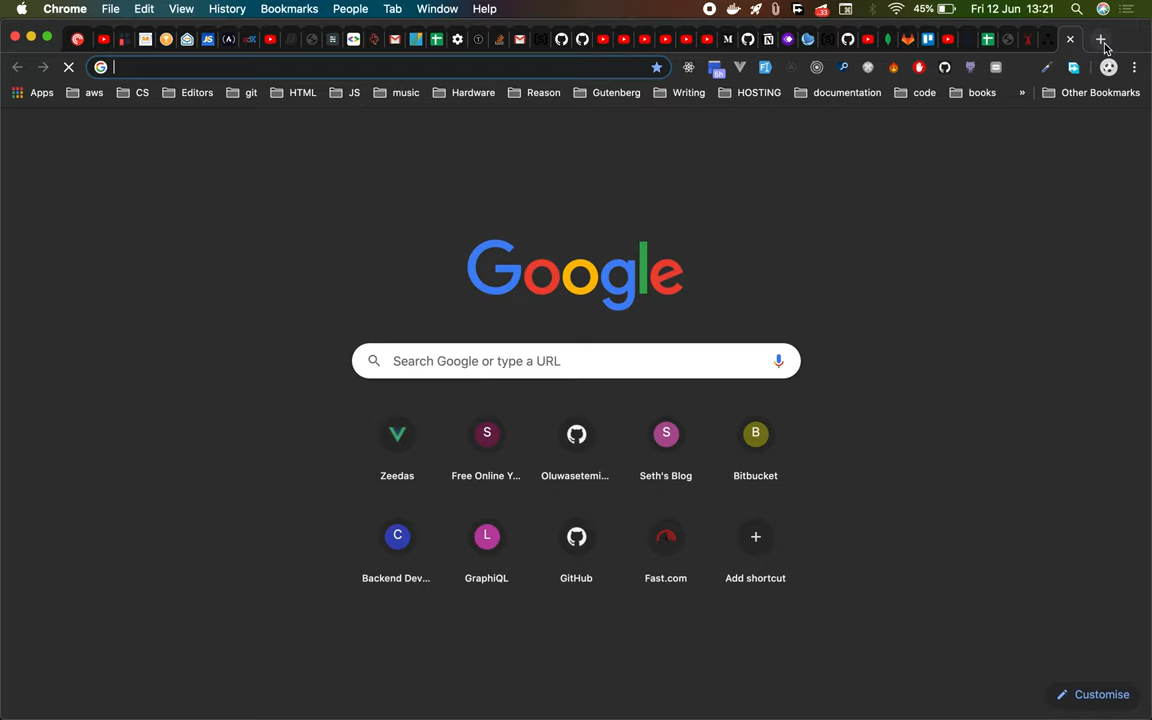 Chrome File Edit View History Bookmarks People Tab Window Help 33 45% Fri 12 Jun 13:21
5h
Apps aws CS Editors git HTML JS music Hardware Reason Gutenberg Writing HOSTING documentation code books » Other Bookmarks
Google
Search Google or type a URL
S S B
Zeedas Free Online Y... Oluwasetemi... Seth's Blog Bitbucket
C L
Backend Dev... GraphiQL GitHub Fast.com Add shortcut
Customise